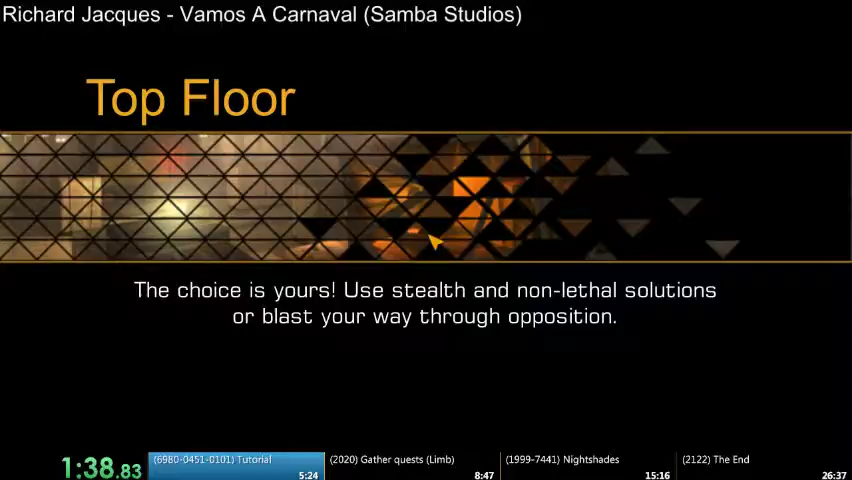 Richard Jacques - Vamos A Carnaval (Samba Studios)
Top Floor
The choice is yours! Use stealth and non-lethal solutions
or blast your way through opposition.
1:38.83
(6980-0451-0101) Tutorial
5:24
(2020) Gather quests (Limb)
8:47
(1999-7441) Nightshades
15:16
(2122) The End
26:37